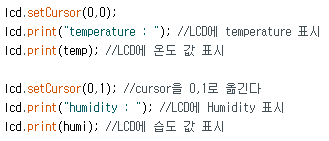 lcd.setCursor(0,0);
lcd.print("temperature : "); //LCD에 temperature 표시
lcd.print(temp); //LCD에 온도 값 표시
lcd.setCursor(0,1); //cursor을 0,1로 옮긴다
lcd.print("humidity : "); //LCD에 Humidity 표시
lcd.print(humi); //LCD에 습도 값 표시